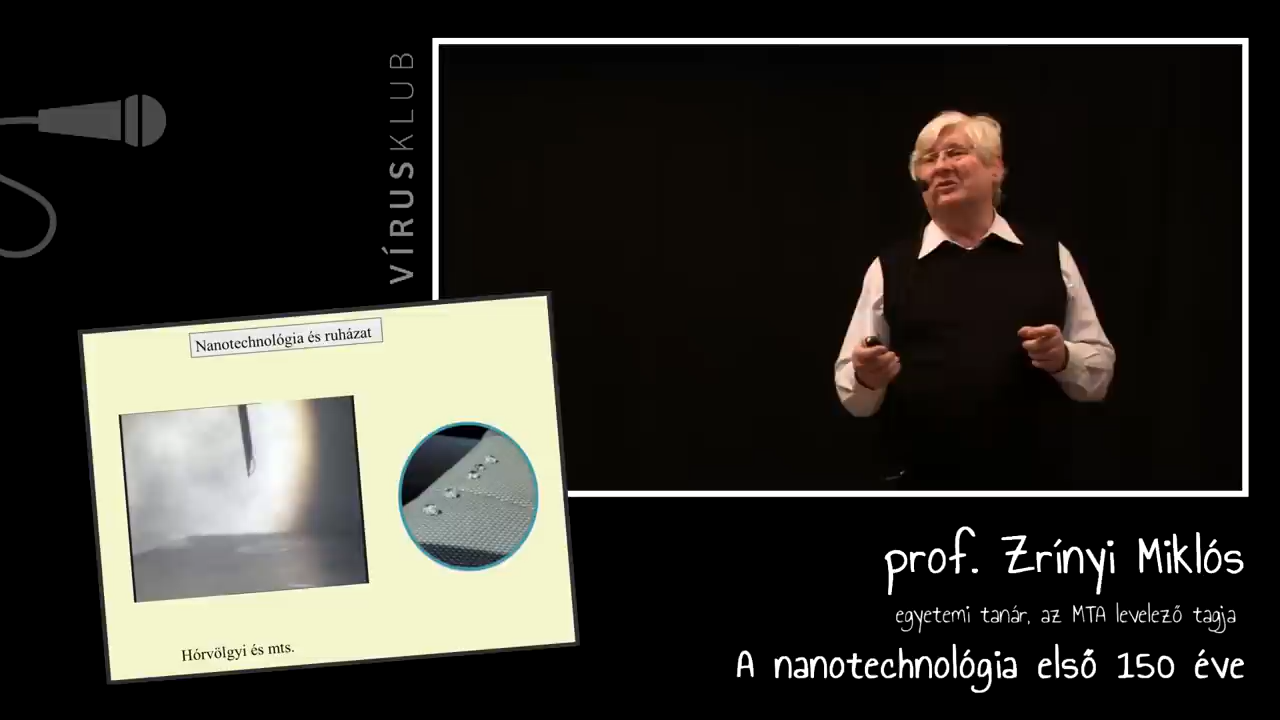 VÍRUSKLUB
Nanotechnológia és ruházat
Hórvölgyi és mts.
prof. Zrínyi Miklós
egyetemi tanár, az MTA levelező tagja
A nanotechnológia első 150 éve